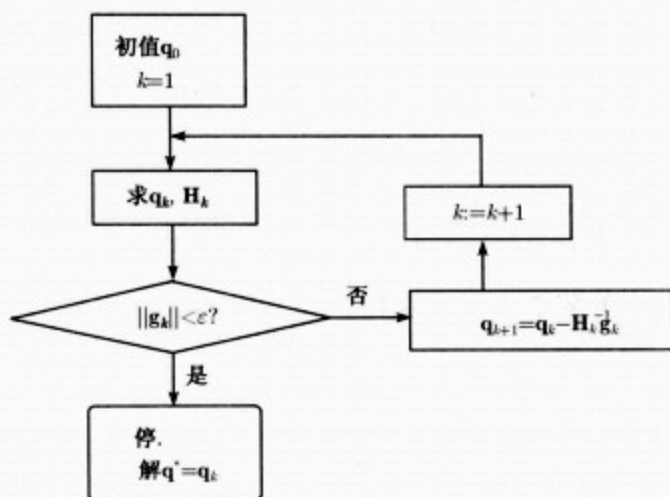 初值q₀
k=1
求qₖ, Hₖ
k:=k+1
||gₖ||<ε?
否
qₖ₊₁=qₖ−Hₖ⁻¹gₖ
是
停.
解q*=qₖ